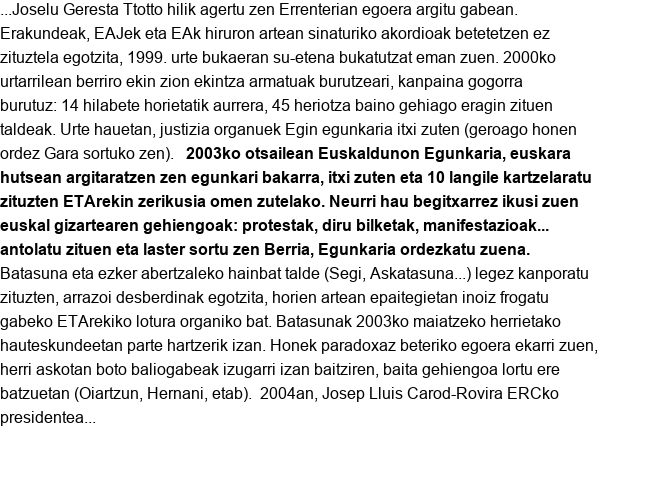 ...Joselu Geresta Ttotto hilik agertu zen Errenterian egoera argitu gabean.
Erakundeak, EAJek eta EAk hiruron artean sinaturiko akordioak betetetzen ez
zituztela egotzita, 1999. urte bukaeran su-etena bukatutzat eman zuen. 2000ko
urtarrilean berriro ekin zion ekintza armatuak burutzeari, kanpaina gogorra
burutuz: 14 hilabete horietatik aurrera, 45 heriotza baino gehiago eragin zituen
taldeak. Urte hauetan, justizia organuek Egin egunkaria itxi zuten (geroago honen
ordez Gara sortuko zen). 2003ko otsailean Euskaldunon Egunkaria, euskara
hutsean argitaratzen zen egunkari bakarra, itxi zuten eta 10 langile kartzelaratu
zituzten ETArekin zerikusia omen zutelako. Neurri hau begitxarrez ikusi zuen
euskal gizartearen gehiengoak: protestak, diru bilketak, manifestazioak...
antolatu zituen eta laster sortu zen Berria, Egunkaria ordezkatu zuena.
Batasuna eta ezker abertzaleko hainbat talde (Segi, Askatasuna...) legez kanporatu
zituzten, arrazoi desberdinak egotzita, horien artean epaitegietan inoiz frogatu
gabeko ETArekiko lotura organiko bat. Batasunak 2003ko maiatzeko herrietako
hauteskundeetan parte hartzerik izan. Honek paradoxaz beteriko egoera ekarri zuen,
herri askotan boto baliogabeak izugarri izan baitziren, baita gehiengoa lortu ere
batzuetan (Oiartzun, Hernani, etab). 2004an, Josep Lluis Carod-Rovira ERCko
presidentea...